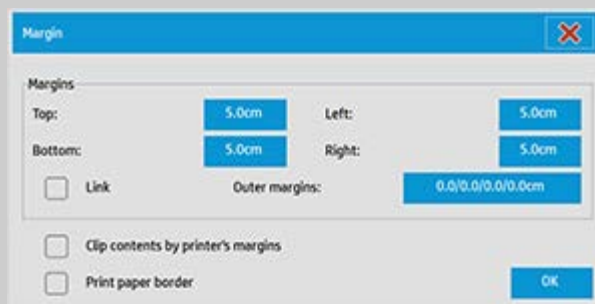 Margin
Margins
Top: 5.0cm Left: 5.0cm
Bottom: 5.0cm Right: 5.0cm
Link Outer margins: 0.0/0.0/0.0/0.0cm
Clip contents by printer's margins
Print paper border OK